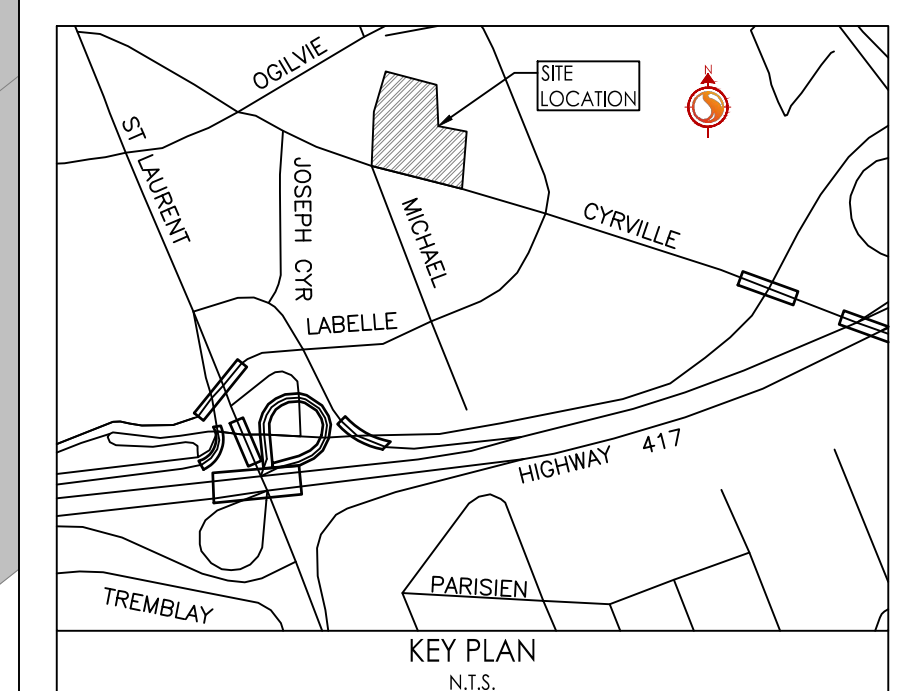 OGILVIE
SITE
LOCATION
N
ST LAURENT
JOSEPH CYR
MICHAEL
CYRVILLE
LABELLE
HIGHWAY 417
PARISIEN
TREMBLAY
KEY PLAN
N.T.S.